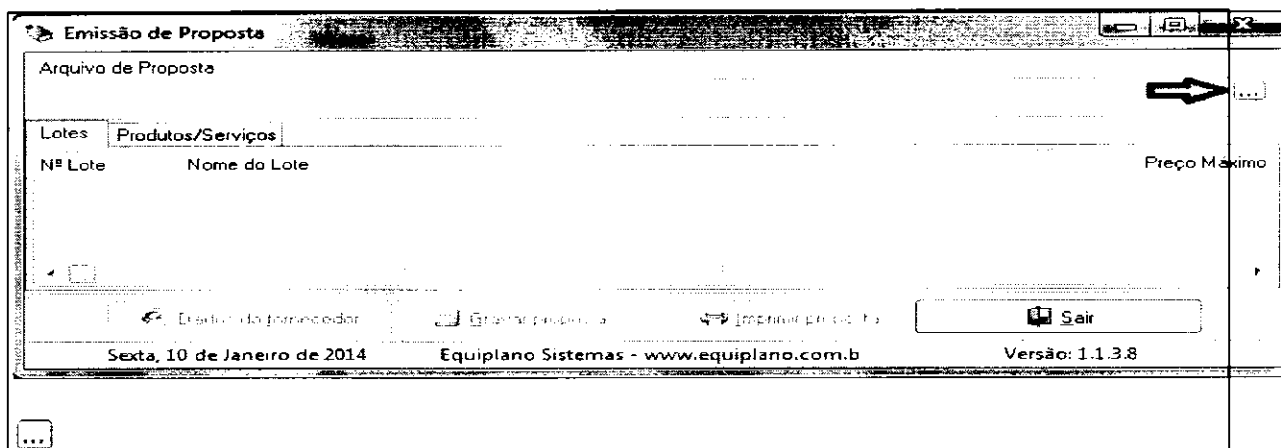 Emissão de Proposta
Arquivo de Proposta
...
Lotes Produtos/Serviços
Nº Lote Nome do Lote Preço Máximo
Sair
Sexta, 10 de Janeiro de 2014 Equiplano Sistemas - www.equiplano.com.b Versão: 1.1.3.8
...